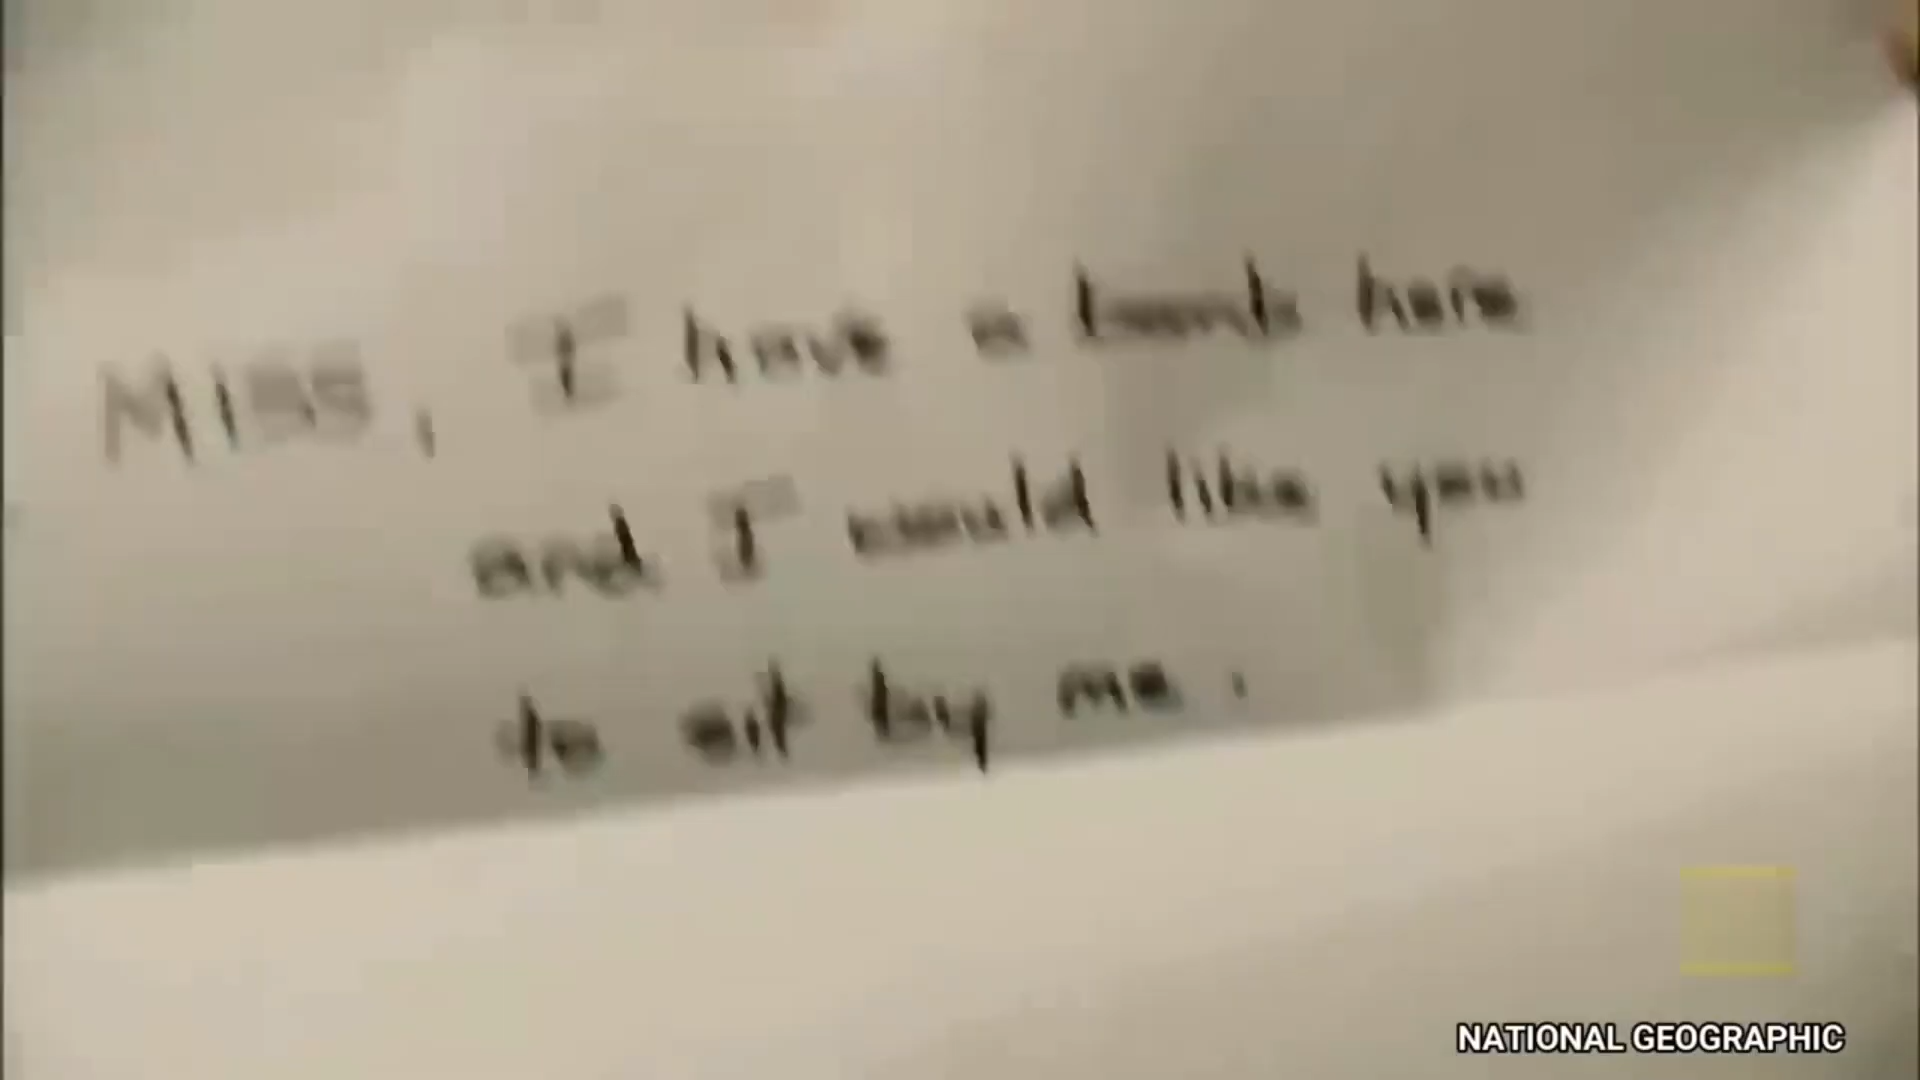 MISS, I have a bomb here
and I would like you
to sit by me.
NATIONAL GEOGRAPHIC